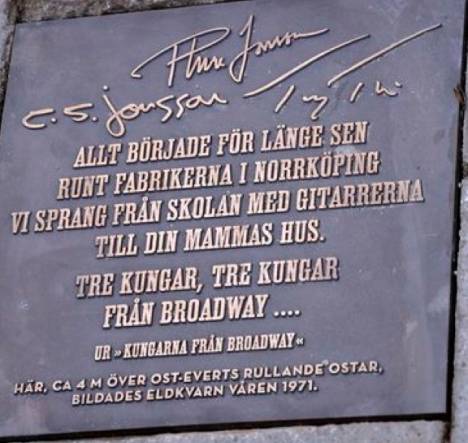 Plura Jonsson
C. S. Jonsson
ALLT BÖRJADE FÖR LÄNGE SEN
RUNT FABRIKERNA I NORRKÖPING
VI SPRANG FRÅN SKOLAN MED GITARRERNA
TILL DIN MAMMAS HUS.
TRE KUNGAR, TRE KUNGAR
FRÅN BROADWAY ....
UR »KUNGARNA FRÅN BROADWAY«
HÄR, CA 4 M ÖVER OST-EVERTS RULLANDE OSTAR,
BILDADES ELDKVARN VÅREN 1971.